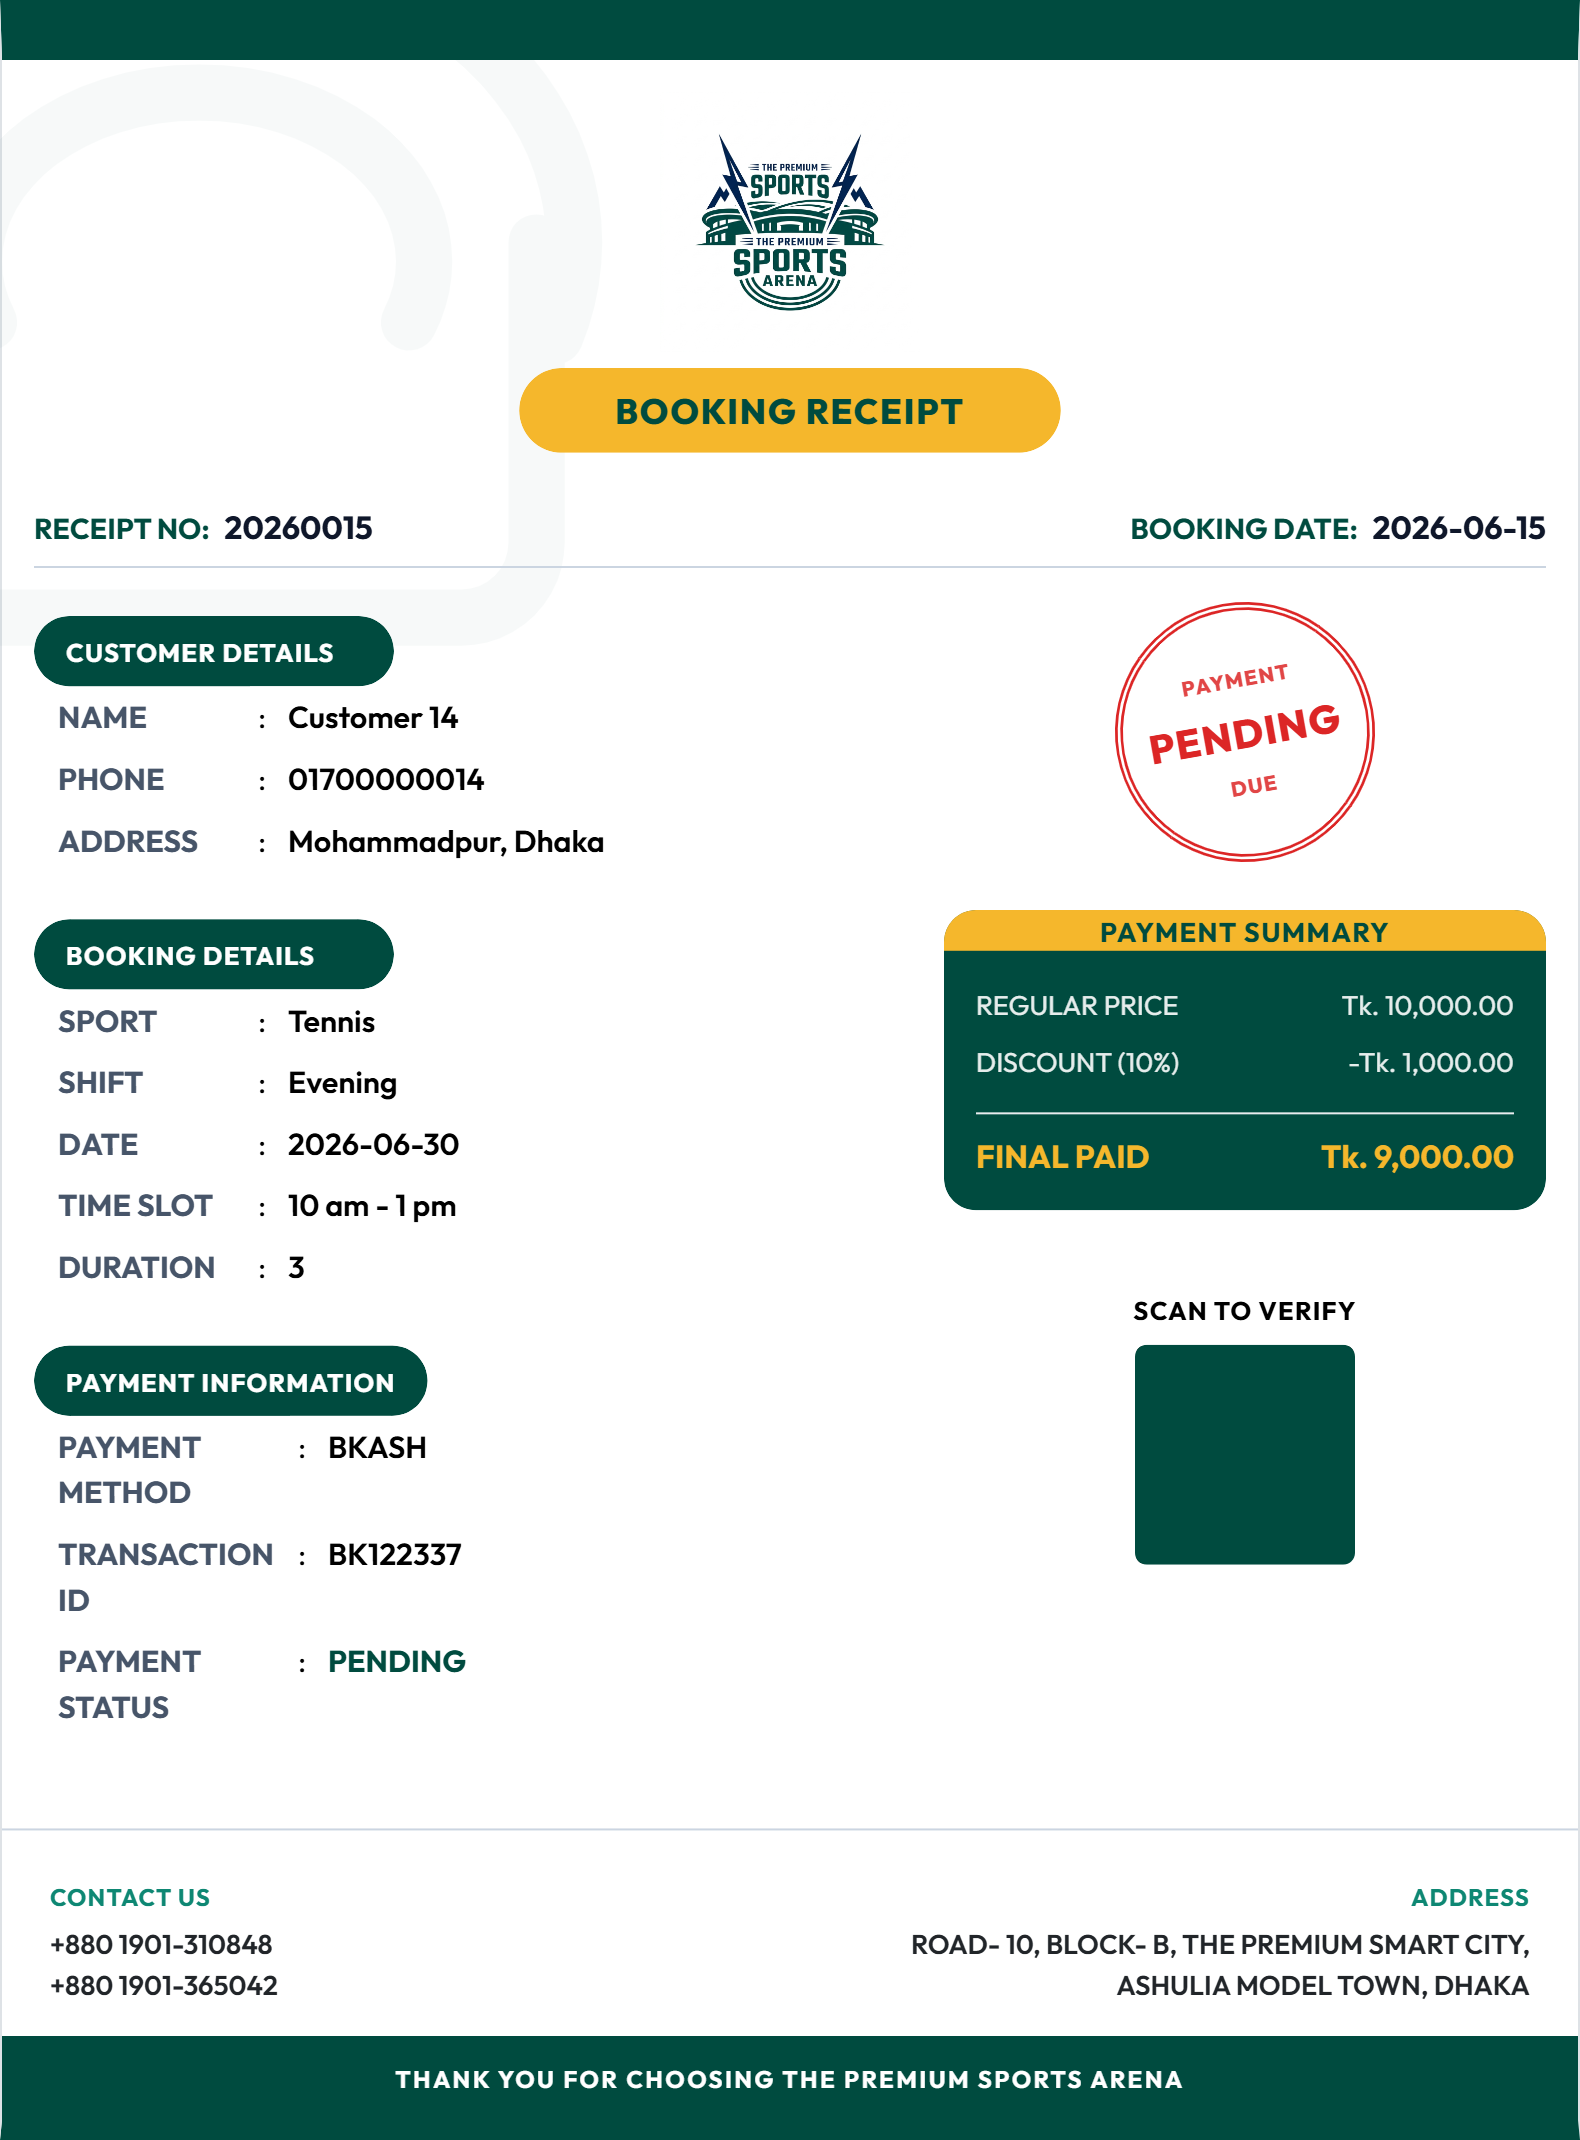 THE PREMIUM
SPORTS
THE PREMIUM
SPORTS
ARENA
BOOKING RECEIPT
RECEIPT NO: 20260015
BOOKING DATE: 2026-06-15
CUSTOMER DETAILS
NAME : Customer 14
PHONE : 01700000014
ADDRESS : Mohammadpur, Dhaka
PAYMENT
PENDING
DUE
BOOKING DETAILS
SPORT : Tennis
SHIFT : Evening
DATE : 2026-06-30
TIME SLOT : 10 am - 1 pm
DURATION : 3
PAYMENT SUMMARY
REGULAR PRICE Tk. 10,000.00
DISCOUNT (10%) -Tk. 1,000.00
FINAL PAID Tk. 9,000.00
SCAN TO VERIFY
PAYMENT INFORMATION
PAYMENT : BKASH
METHOD
TRANSACTION : BK122337
ID
PAYMENT : PENDING
STATUS
CONTACT US
+880 1901-310848
+880 1901-365042
ADDRESS
ROAD- 10, BLOCK- B, THE PREMIUM SMART CITY,
ASHULIA MODEL TOWN, DHAKA
THANK YOU FOR CHOOSING THE PREMIUM SPORTS ARENA